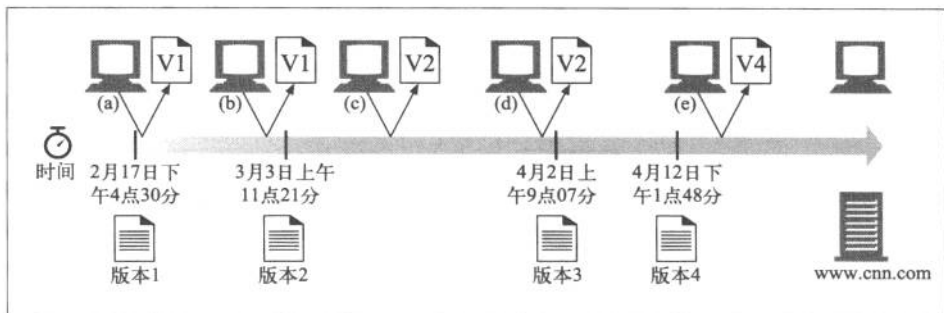 V1
V1
V2
V2
V4
(a)
(b)
(c)
(d)
(e)
时间
2月17日下
午4点30分
3月3日上午
11点21分
4月2日上
午9点07分
4月12日下
午1点48分
版本1
版本2
版本3
版本4
www.cnn.com